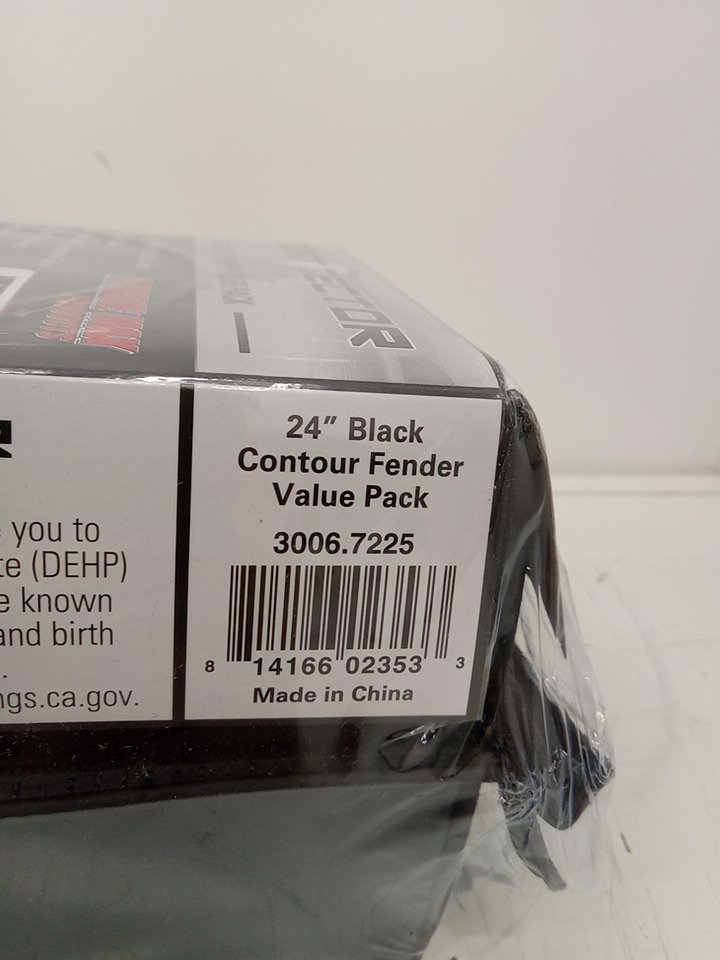 24" Black
Contour Fender
Value Pack
3006.7225
8 14166 02353 3
Made in China
you to
te (DEHP)
e known
and birth
.
ngs.ca.gov.